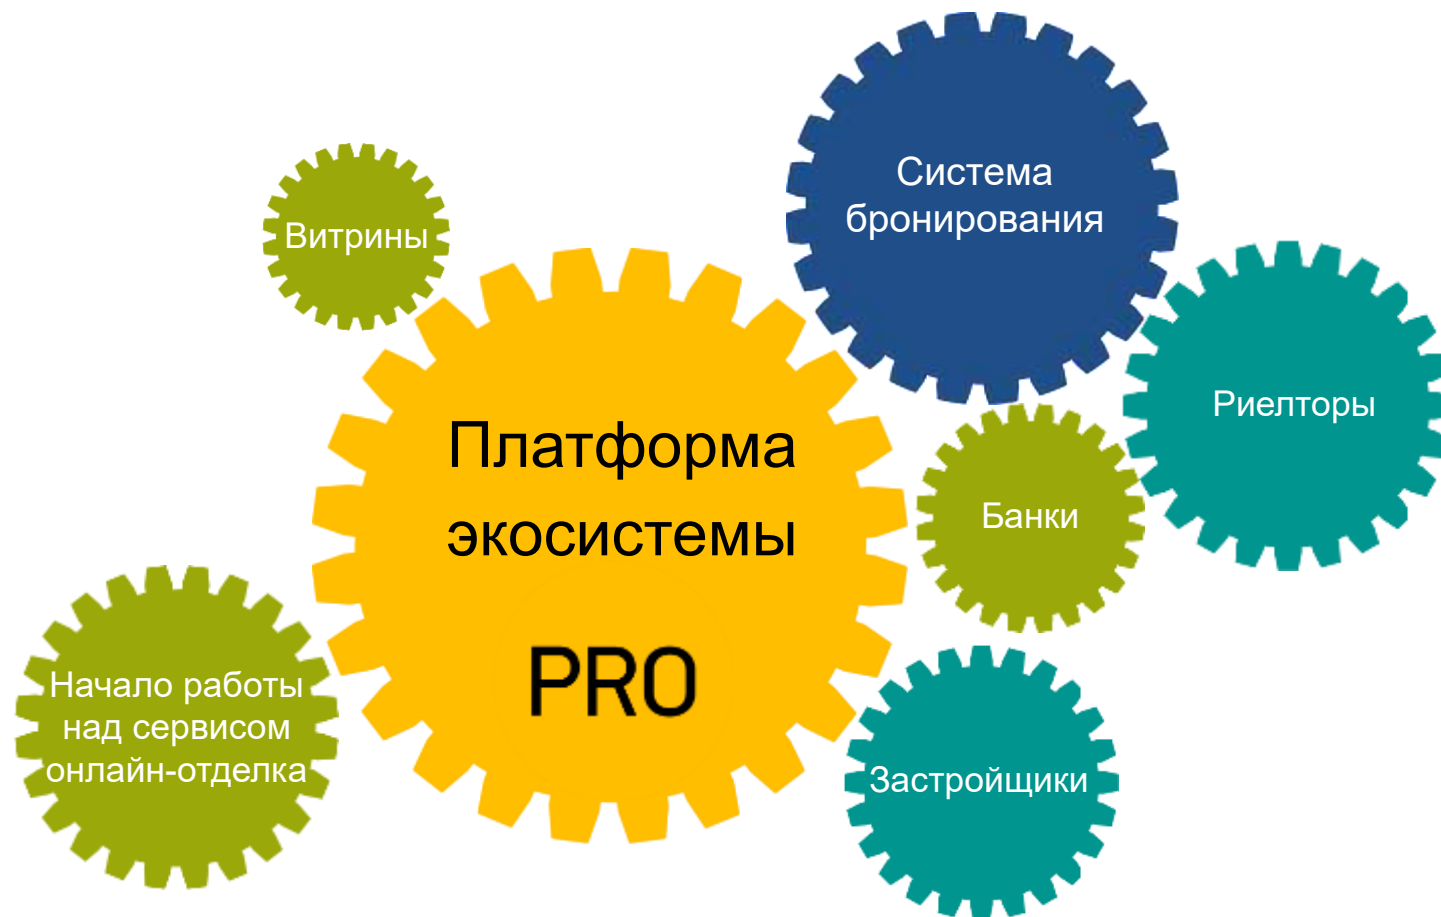 Система
бронирования
Витрины
Риелторы
Платформа
экосистемы
PRO
Банки
Начало работы
над сервисом
онлайн-отделка
Застройщики